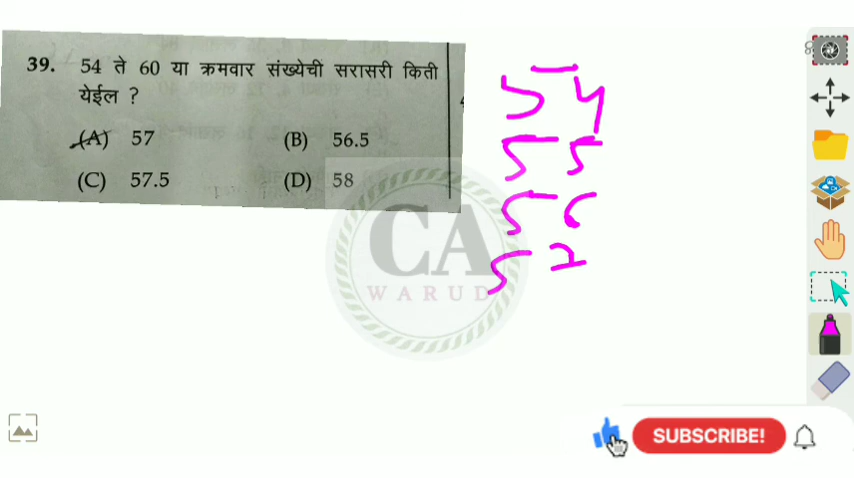 39. 54 ते 60 या क्रमवार संख्येची सरासरी किती
येईल ?
(A) 57
(B) 56.5
(C) 57.5
(D) 58
54
55
56
57
CA
WARUD
SUBSCRIBE!